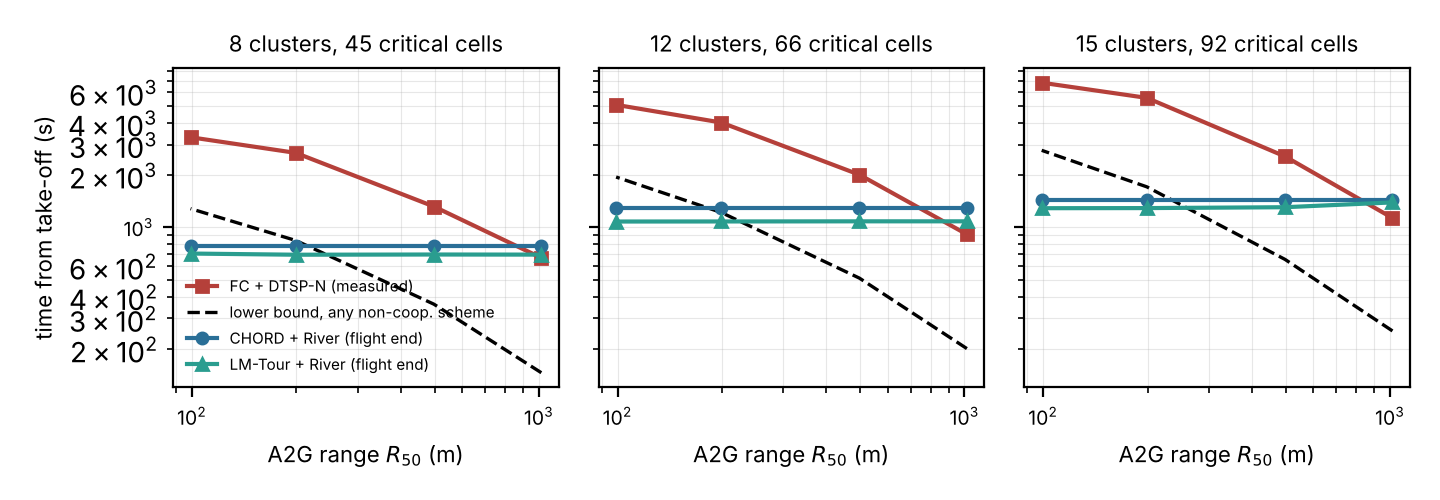 8 clusters, 45 critical cells
12 clusters, 66 critical cells
15 clusters, 92 critical cells
time from take-off (s)
6 × 10³
4 × 10³
3 × 10³
2 × 10³
10³
6 × 10²
4 × 10²
3 × 10²
2 × 10²
FC + DTSP-N (measured)
lower bound, any non-coop. scheme
CHORD + River (flight end)
LM-Tour + River (flight end)
10² 10³
10² 10³
10² 10³
A2G range R₅₀ (m)
A2G range R₅₀ (m)
A2G range R₅₀ (m)